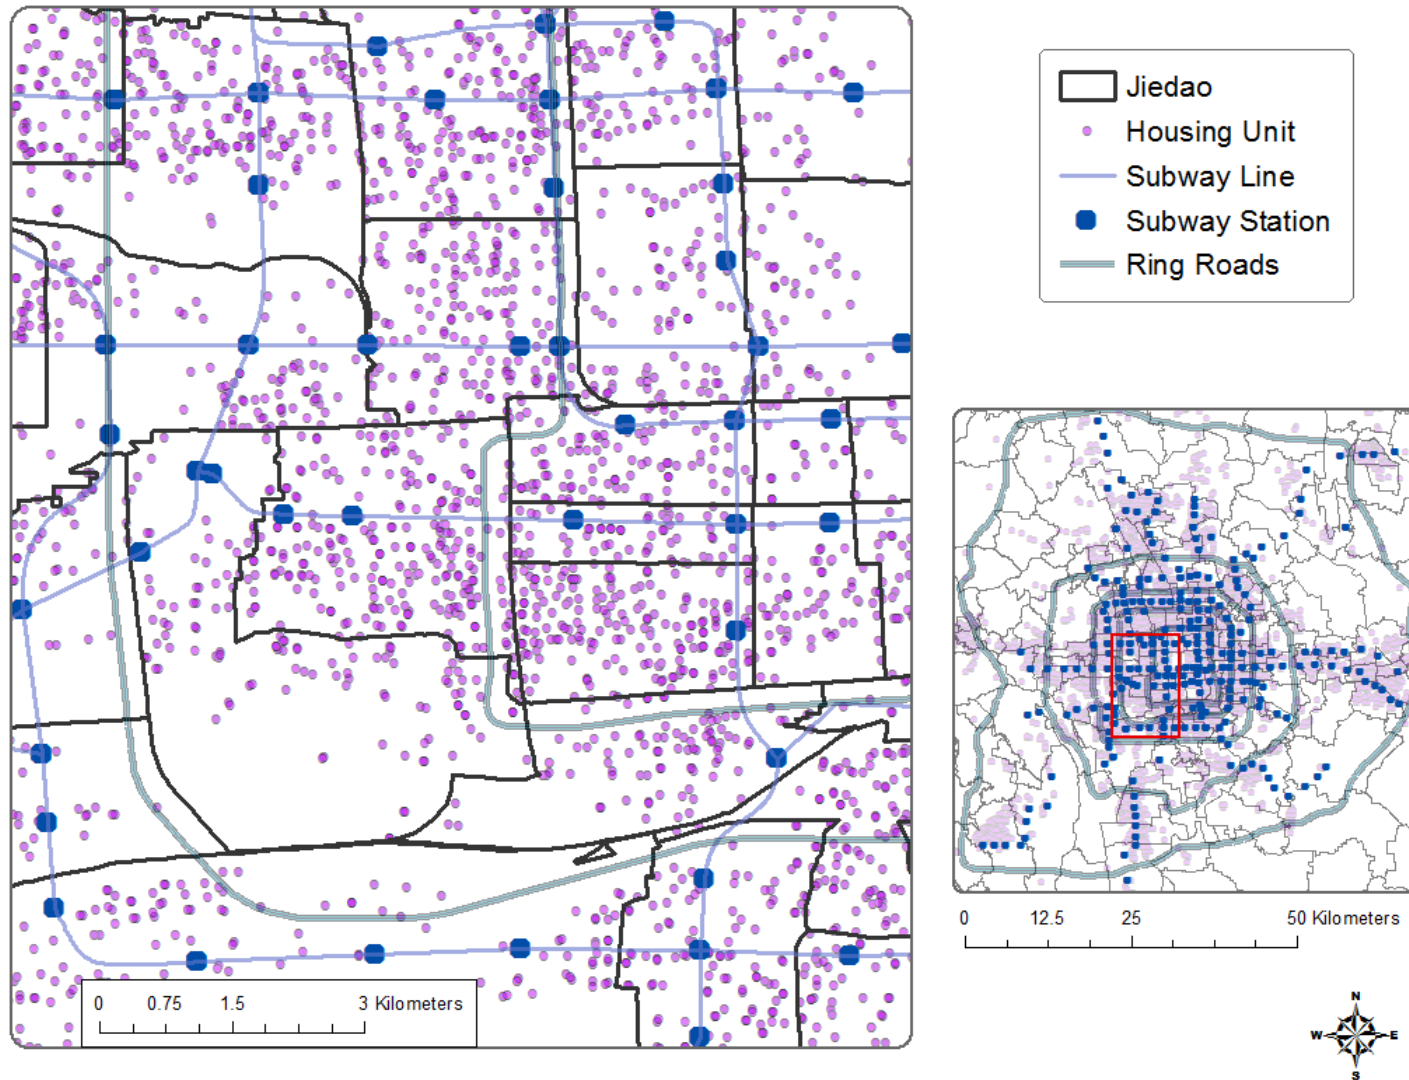 Jiedao
Housing Unit
Subway Line
Subway Station
Ring Roads
0 12.5 25 50 Kilometers
0 0.75 1.5 3 Kilometers
N
W E
S